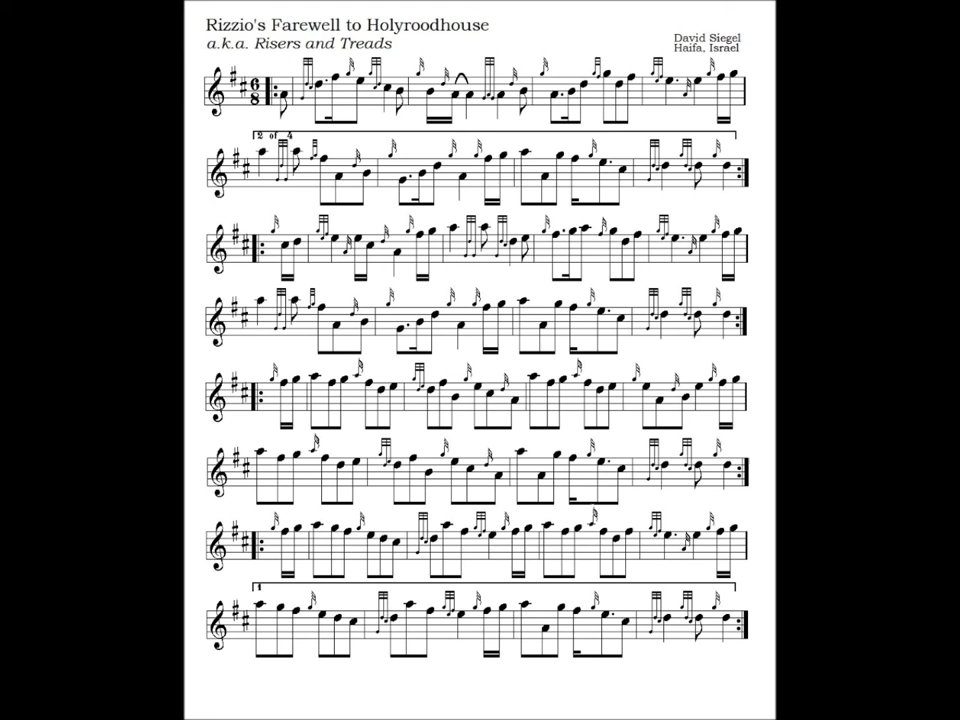 Rizzio's Farewell to Holyroodhouse
a.k.a. Risers and Treads
David Siegel
Haifa, Israel
6
8
2 of 4
1